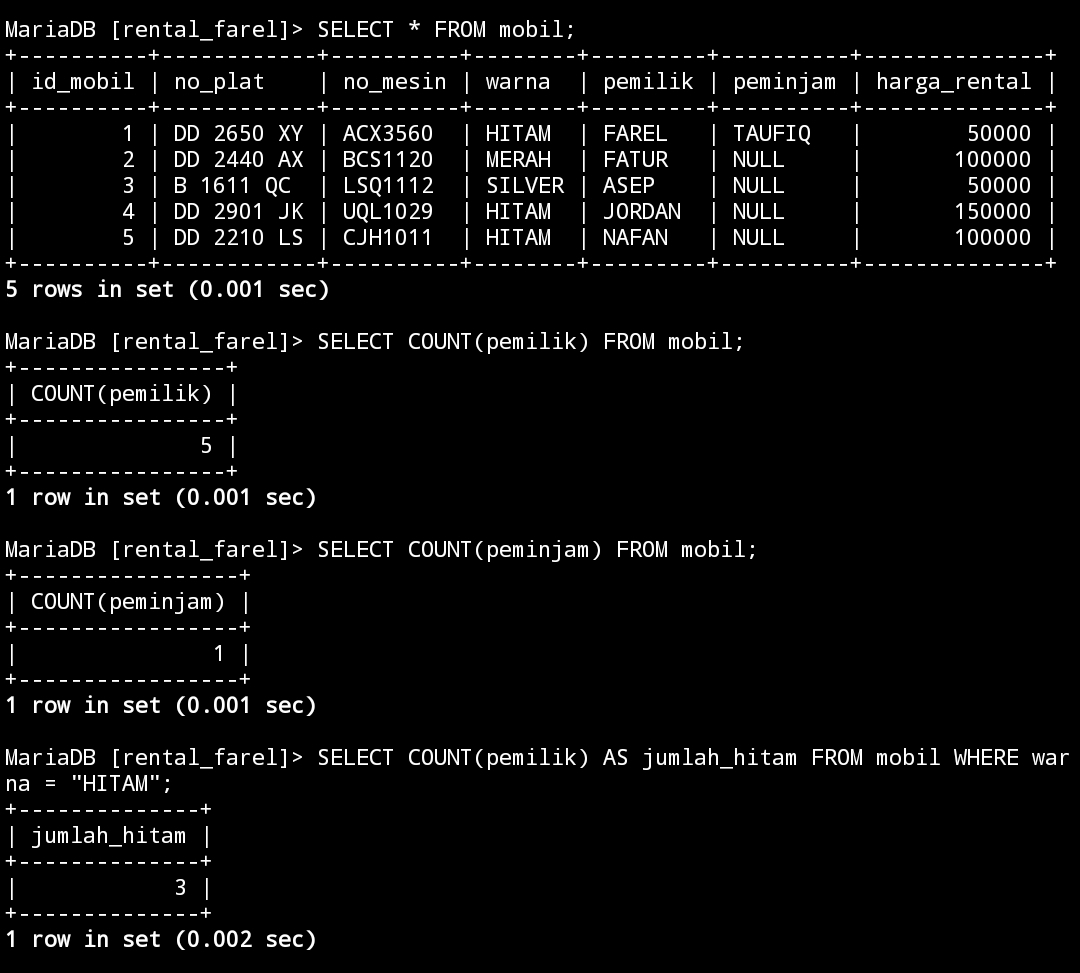 MariaDB [rental_farel]> SELECT * FROM mobil;
+----------+------------+----------+--------+---------+----------+--------------+
| id_mobil | no_plat    | no_mesin | warna  | pemilik | peminjam | harga_rental |
+----------+------------+----------+--------+---------+----------+--------------+
|        1 | DD 2650 XY | ACX3560  | HITAM  | FAREL   | TAUFIQ   |        50000 |
|        2 | DD 2440 AX | BCS1120  | MERAH  | FATUR   | NULL     |       100000 |
|        3 | B 1611 QC  | LSQ1112  | SILVER | ASEP    | NULL     |        50000 |
|        4 | DD 2901 JK | UQL1029  | HITAM  | JORDAN  | NULL     |       150000 |
|        5 | DD 2210 LS | CJH1011  | HITAM  | NAFAN   | NULL     |       100000 |
+----------+------------+----------+--------+---------+----------+--------------+
5 rows in set (0.001 sec)
MariaDB [rental_farel]> SELECT COUNT(pemilik) FROM mobil;
+----------------+
| COUNT(pemilik) |
+----------------+
|              5 |
+----------------+
1 row in set (0.001 sec)
MariaDB [rental_farel]> SELECT COUNT(peminjam) FROM mobil;
+-----------------+
| COUNT(peminjam) |
+-----------------+
|               1 |
+-----------------+
1 row in set (0.001 sec)
MariaDB [rental_farel]> SELECT COUNT(pemilik) AS jumlah_hitam FROM mobil WHERE war
na = "HITAM";
+--------------+
| jumlah_hitam |
+--------------+
|            3 |
+--------------+
1 row in set (0.002 sec)